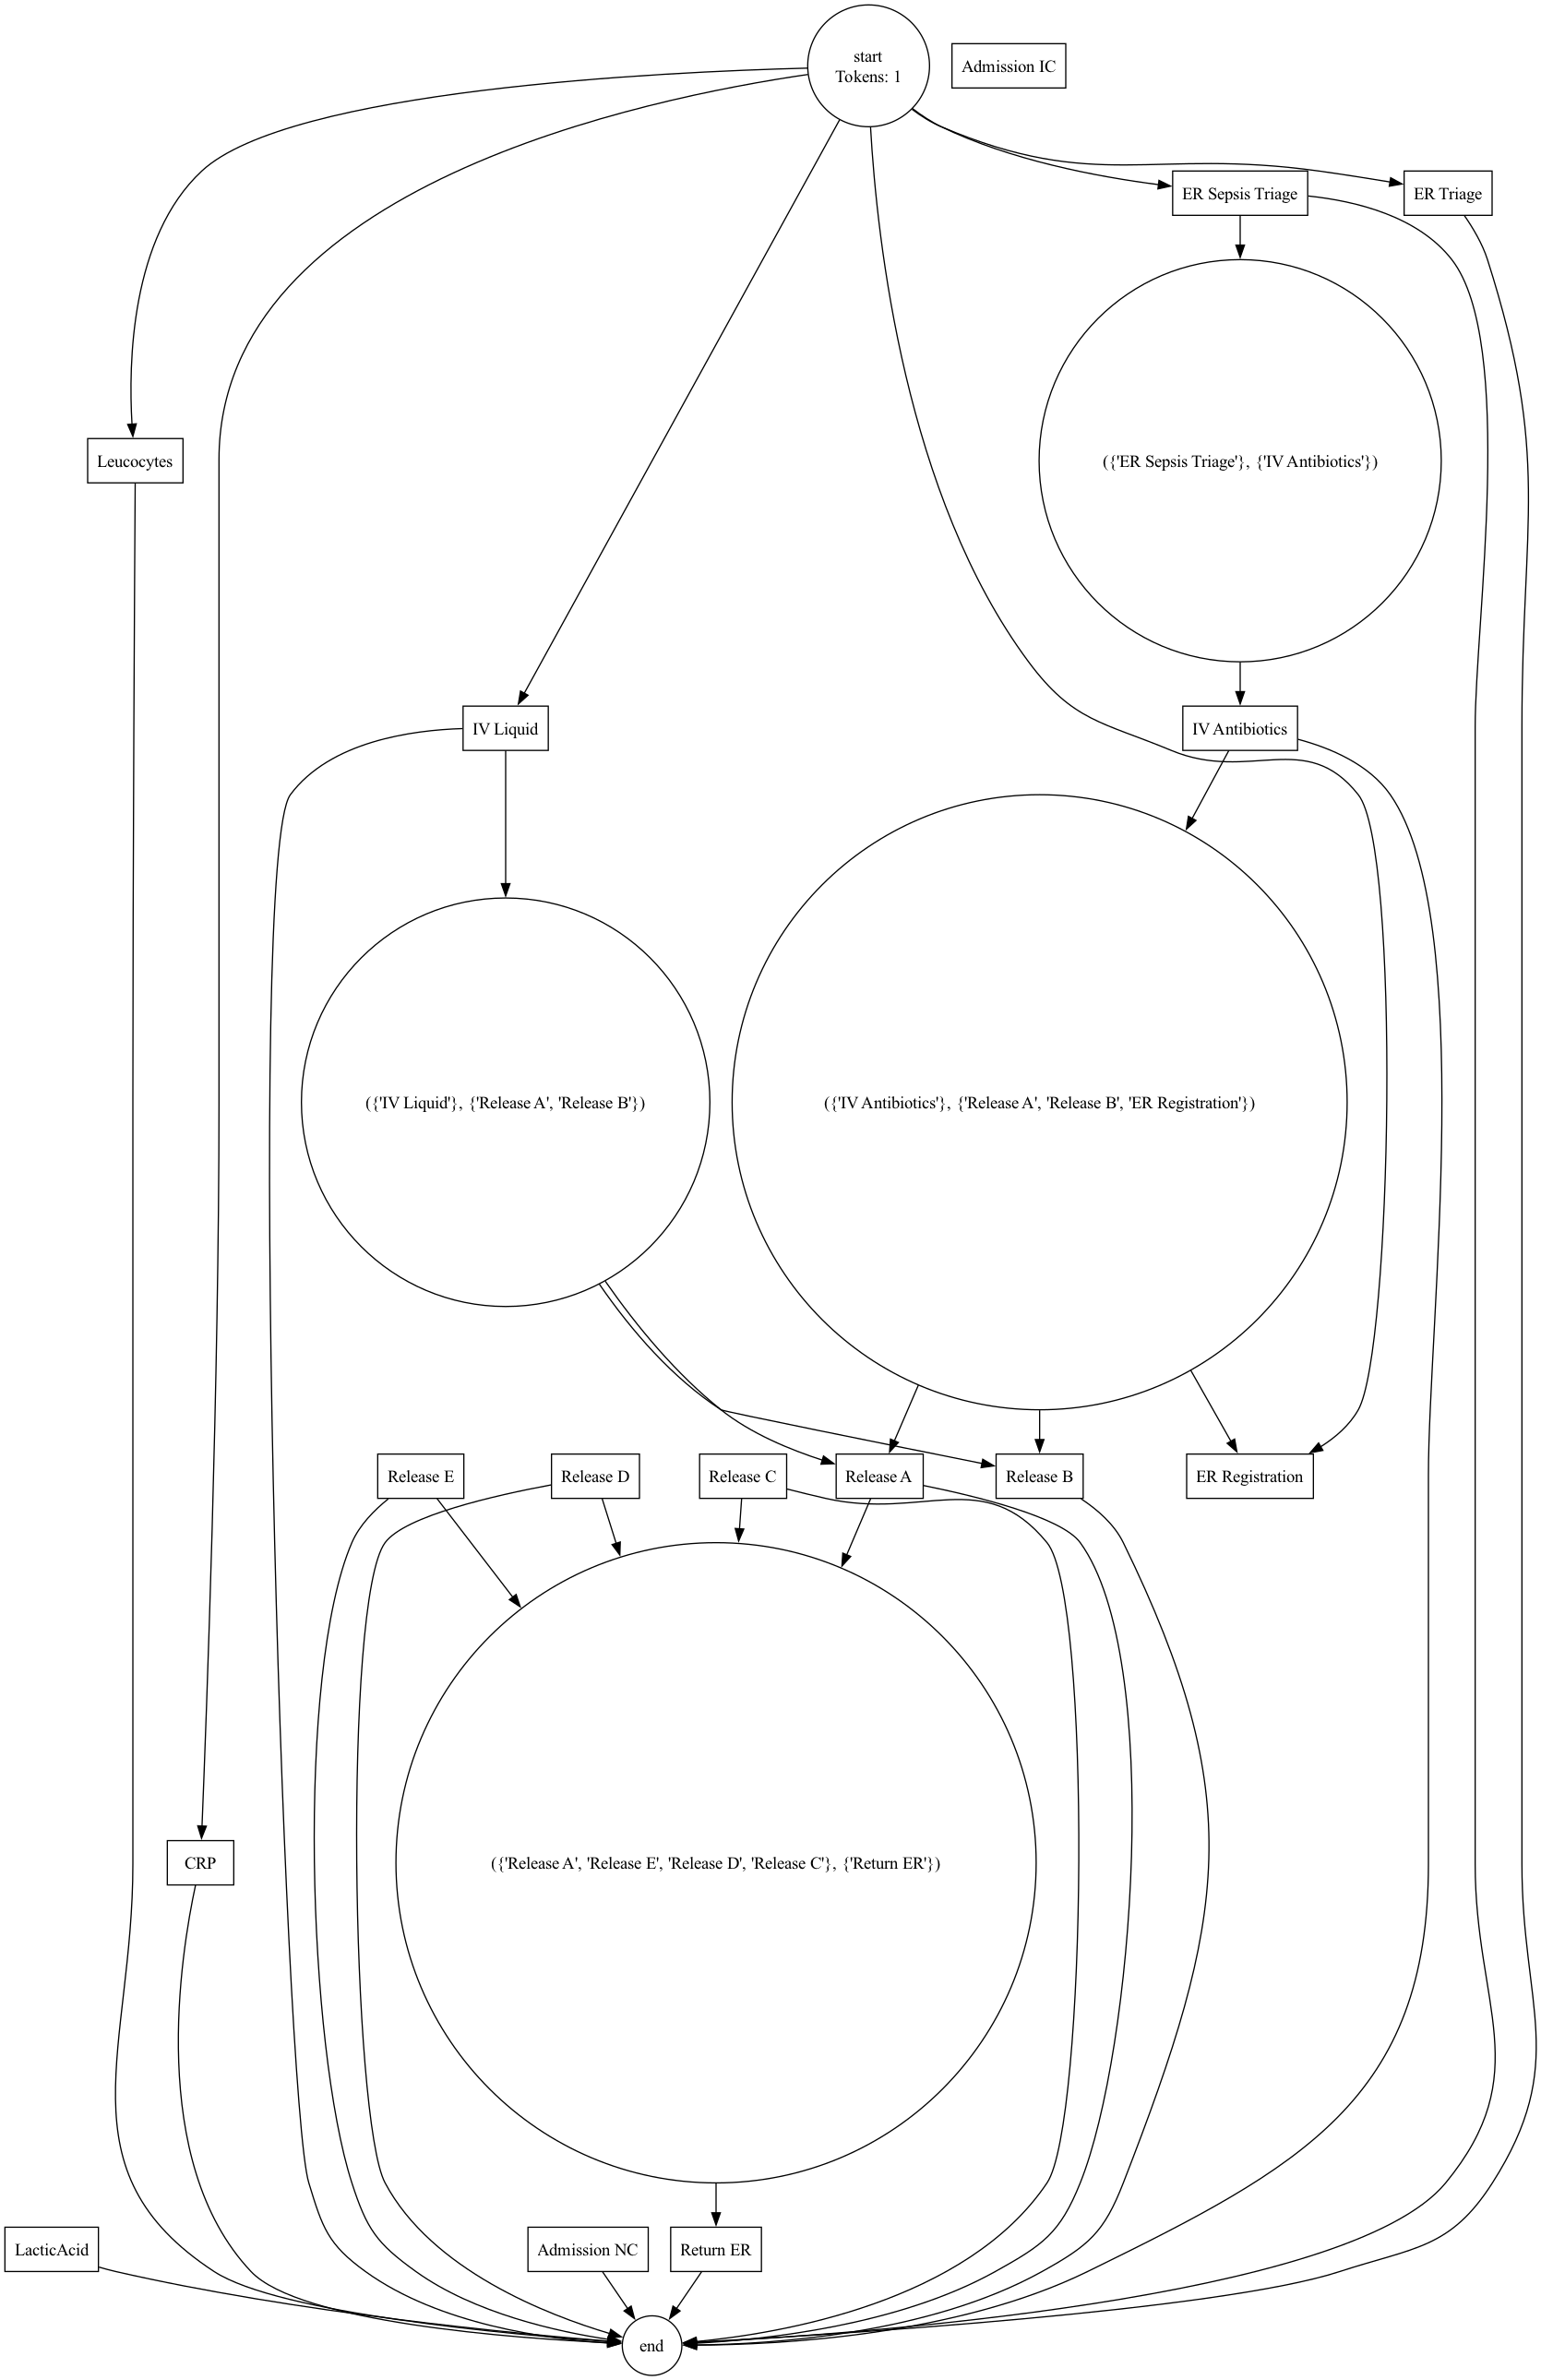 start
Tokens: 1
Admission IC
ER Sepsis Triage
ER Triage
({'ER Sepsis Triage'}, {'IV Antibiotics'})
Leucocytes
IV Liquid
IV Antibiotics
({'IV Liquid'}, {'Release A', 'Release B'})
({'IV Antibiotics'}, {'Release A', 'Release B', 'ER Registration'})
Release E
Release D
Release C
Release A
Release B
ER Registration
CRP
({'Release A', 'Release E', 'Release D', 'Release C'}, {'Return ER'})
LacticAcid
Admission NC
Return ER
end